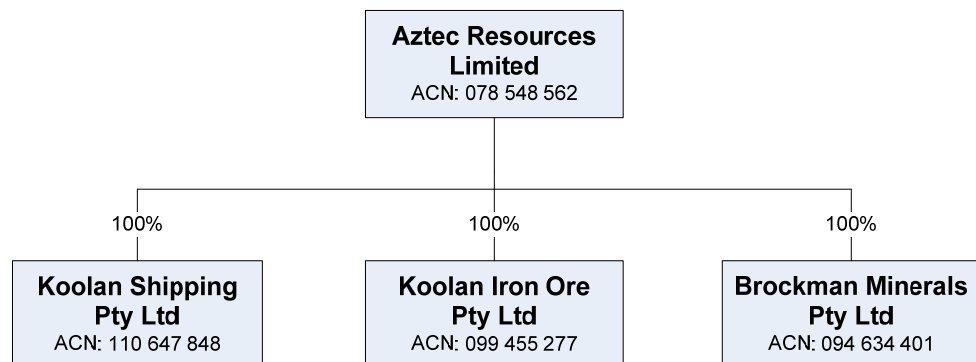 Aztec Resources
Limited
ACN: 078 548 562
100%
100%
100%
Koolan Shipping
Pty Ltd
ACN: 110 647 848
Koolan Iron Ore
Pty Ltd
ACN: 099 455 277
Brockman Minerals
Pty Ltd
ACN: 094 634 401